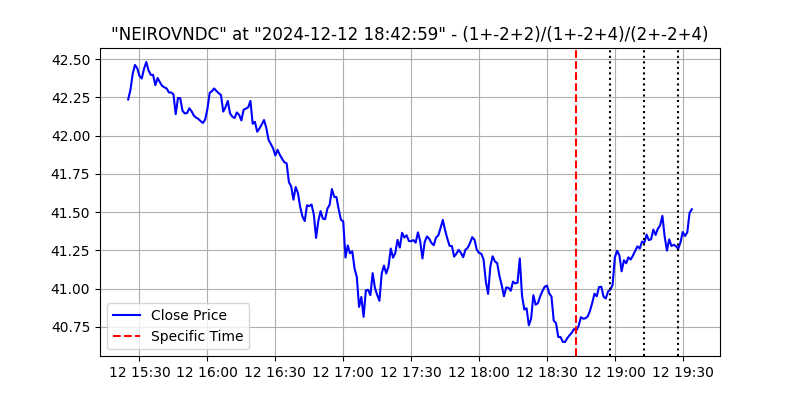 "NEIROVNDC" at "2024-12-12 18:42:59" - (1+-2+2)/(1+-2+4)/(2+-2+4)
42.50
42.25
42.00
41.75
41.50
41.25
41.00
40.75
Close Price
Specific Time
12 15:30 12 16:00 12 16:30 12 17:00 12 17:30 12 18:00 12 18:30 12 19:00 12 19:30